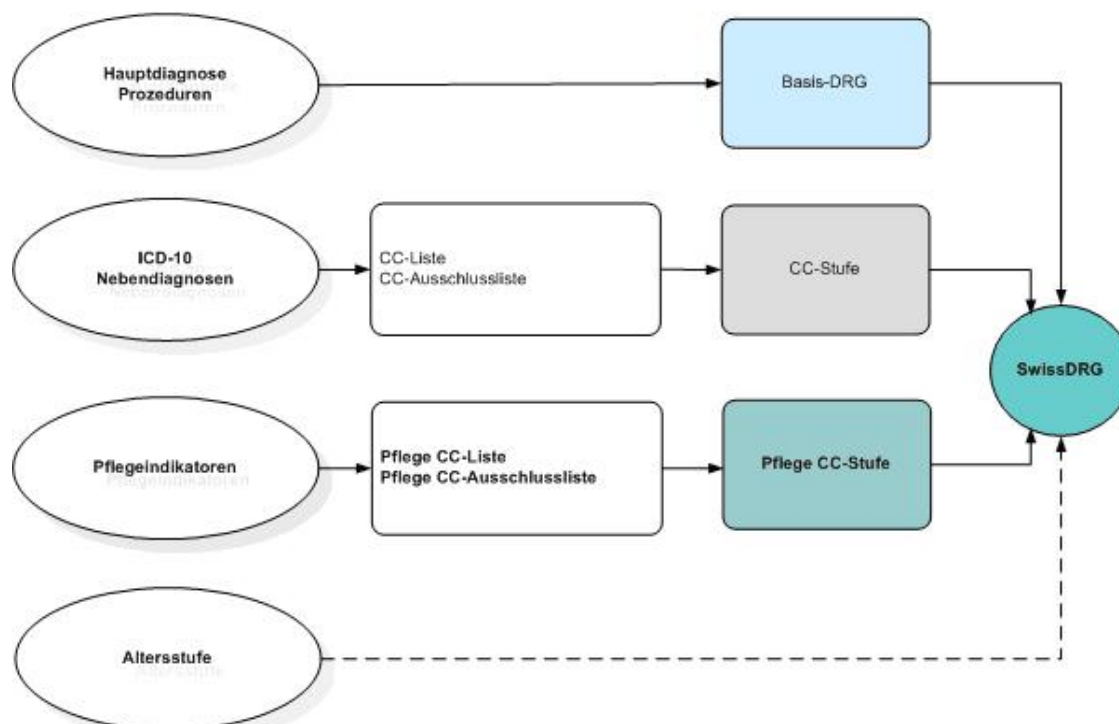 Hauptdiagnose
Prozeduren
Basis-DRG
ICD-10
Nebendiagnosen
CC-Liste
CC-Ausschlussliste
CC-Stufe
SwissDRG
Pflegeindikatoren
Pflege CC-Liste
Pflege CC-Ausschlussliste
Pflege CC-Stufe
Altersstufe